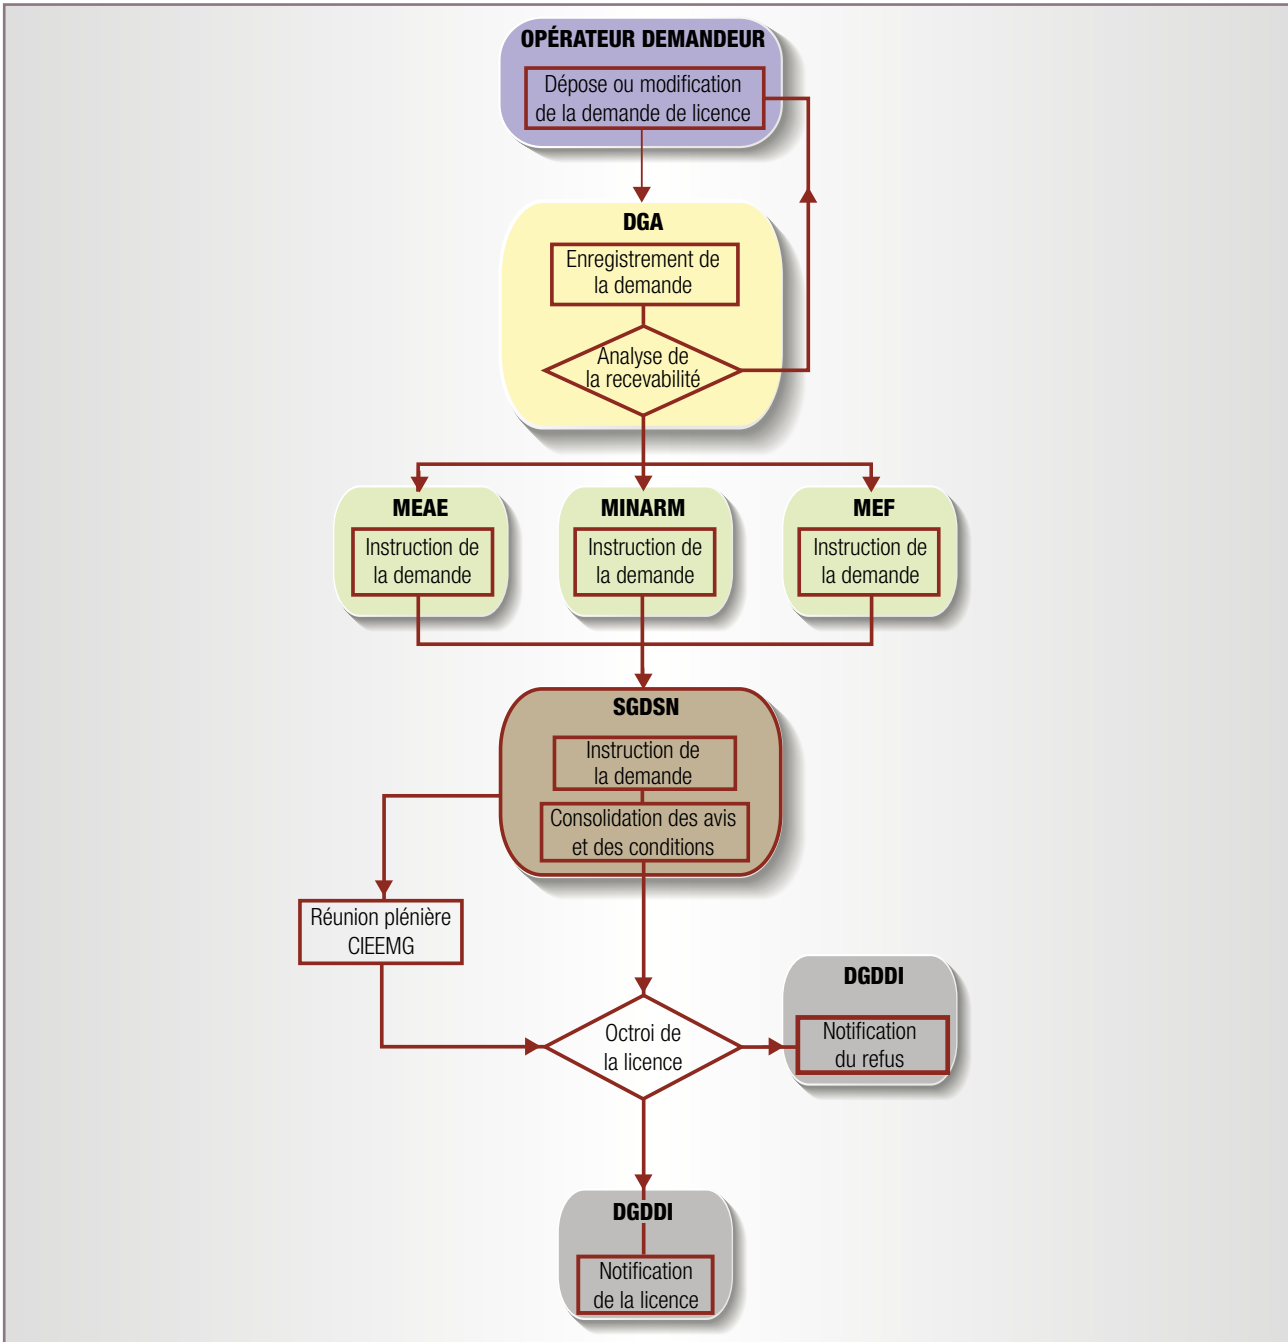 OPÉRATEUR DEMANDEUR
Dépose ou modification
de la demande de licence
DGA
Enregistrement de
la demande
Analyse de
la recevabilité
MEAE
Instruction de
la demande
MINARM
Instruction de
la demande
MEF
Instruction de
la demande
SGDSN
Instruction de
la demande
Consolidation des avis
et des conditions
Réunion plénière
CIEEMG
Octroi de
la licence
DGDDI
Notification
du refus
DGDDI
Notification
de la licence